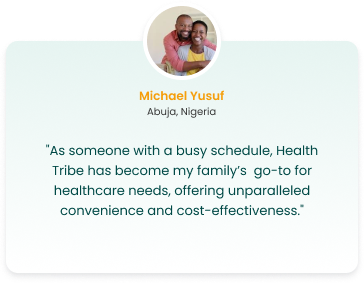 Michael Yusuf
Abuja, Nigeria
"As someone with a busy schedule, Health
Tribe has become my family’s  go-to for
healthcare needs, offering unparalleled
convenience and cost-effectiveness."